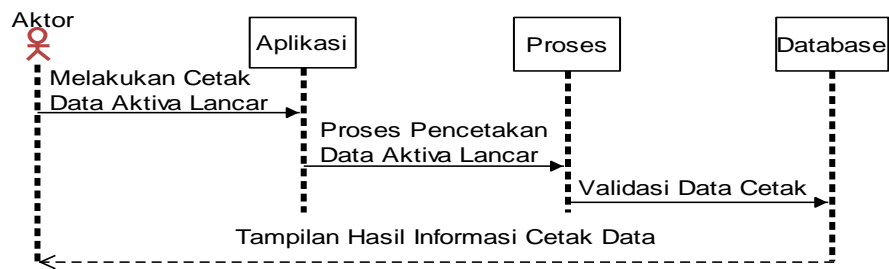 Aktor
Aplikasi
Proses
Database
Melakukan Cetak
Data Aktiva Lancar
Proses Pencetakan
Data Aktiva Lancar
Validasi Data Cetak
Tampilan Hasil Informasi Cetak Data